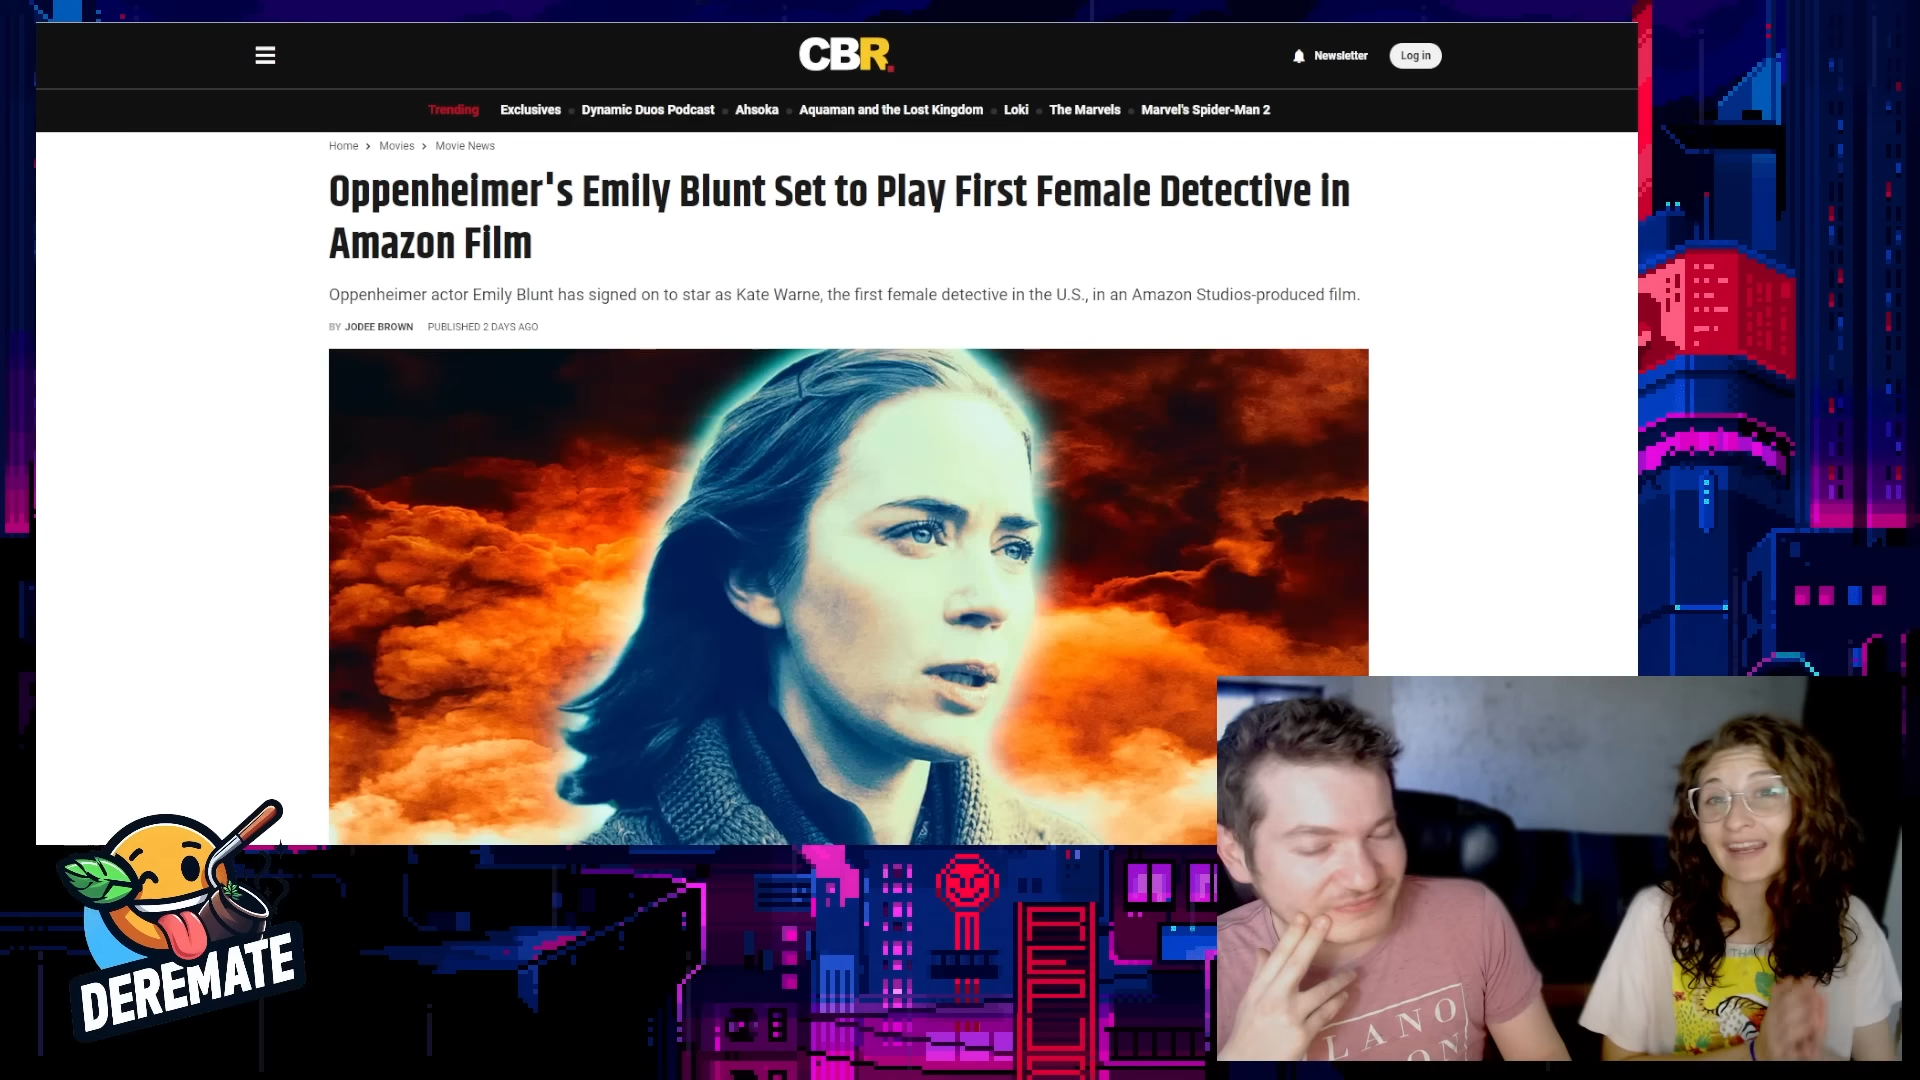 CBR.
Newsletter
Log in
Trending Exclusives Dynamic Duos Podcast Ahsoka Aquaman and the Lost Kingdom Loki The Marvels Marvel's Spider-Man 2
Home > Movies > Movie News
Oppenheimer's Emily Blunt Set to Play First Female Detective in
Amazon Film
Oppenheimer actor Emily Blunt has signed on to star as Kate Warne, the first female detective in the U.S., in an Amazon Studios-produced film.
BY JODEE BROWN PUBLISHED 2 DAYS AGO
DEREMATE